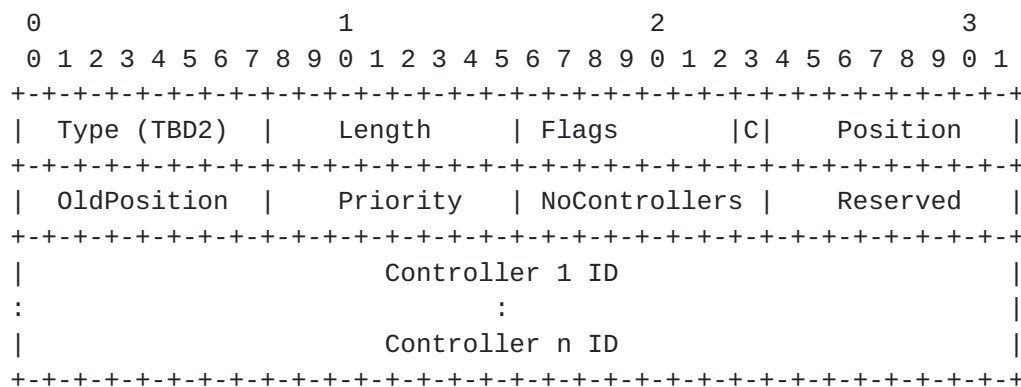 0                   1                   2                   3
 0 1 2 3 4 5 6 7 8 9 0 1 2 3 4 5 6 7 8 9 0 1 2 3 4 5 6 7 8 9 0 1
+-+-+-+-+-+-+-+-+-+-+-+-+-+-+-+-+-+-+-+-+-+-+-+-+-+-+-+-+-+-+-+-+
|  Type (TBD2)  |    Length     | Flags       |C|    Position   |
+-+-+-+-+-+-+-+-+-+-+-+-+-+-+-+-+-+-+-+-+-+-+-+-+-+-+-+-+-+-+-+-+
|  OldPosition  |    Priority   | NoControllers |    Reserved   |
+-+-+-+-+-+-+-+-+-+-+-+-+-+-+-+-+-+-+-+-+-+-+-+-+-+-+-+-+-+-+-+-+
|                       Controller 1 ID                         |
:                              :                                |
|                       Controller n ID                         |
+-+-+-+-+-+-+-+-+-+-+-+-+-+-+-+-+-+-+-+-+-+-+-+-+-+-+-+-+-+-+-+-+